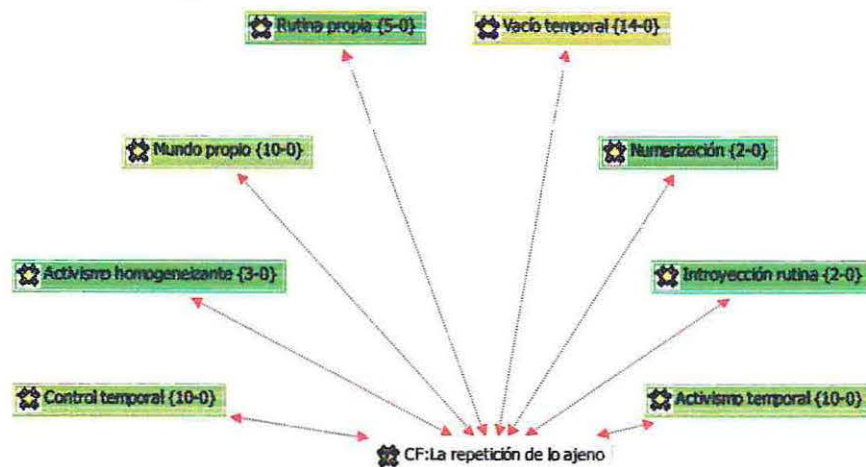 Rutina propia {5-0}
Vacío temporal {14-0}
Mundo propio {10-0}
Numerización {2-0}
Activismo homogeneizante {3-0}
Introyección rutina {2-0}
Control temporal {10-0}
Activismo temporal {10-0}
CF:La repetición de lo ajeno